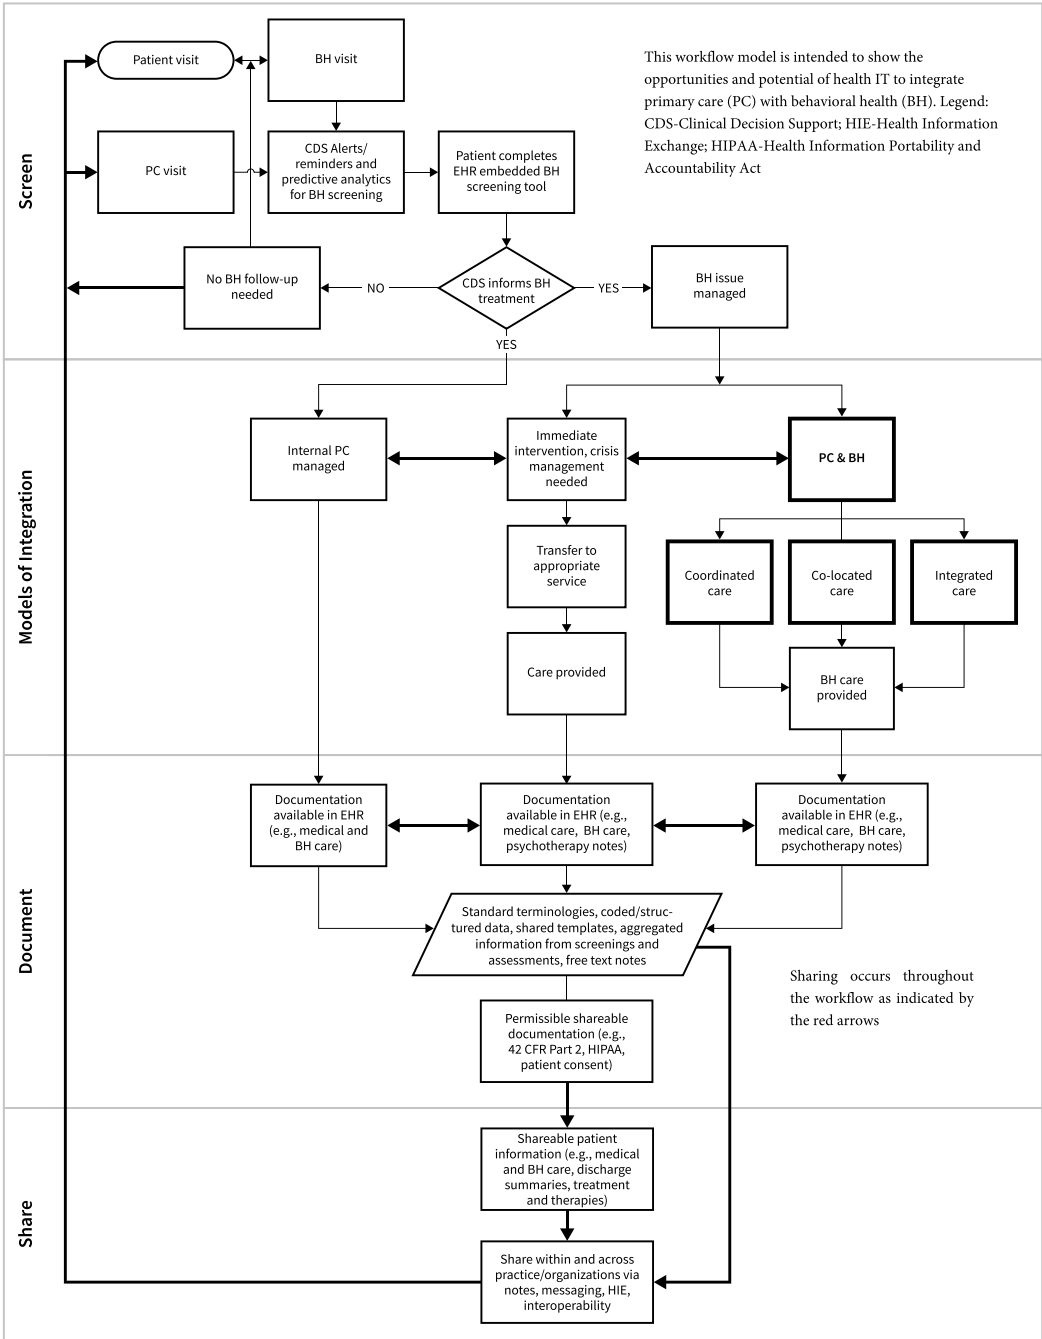 Screen
Patient visit
BH visit
This workflow model is intended to show the
opportunities and potential of health IT to integrate
primary care (PC) with behavioral health (BH). Legend:
CDS-Clinical Decision Support; HIE-Health Information
Exchange; HIPAA-Health Information Portability and
Accountability Act
PC visit
CDS Alerts/
reminders and
predictive analytics
for BH screening
Patient completes
EHR embedded BH
screening tool
No BH follow-up
needed
NO
CDS informs BH
treatment
YES
BH issue
managed
YES
Models of Integration
Internal PC
managed
Immediate
intervention, crisis
management
needed
PC & BH
Transfer to
appropriate
service
Coordinated
care
Co-located
care
Integrated
care
Care provided
BH care
provided
Document
Documentation
available in EHR
(e.g., medical and
BH care)
Documentation
available in EHR (e.g.,
medical care, BH care,
psychotherapy notes)
Documentation
available in EHR (e.g.,
medical care, BH care,
psychotherapy notes)
Standard terminologies, coded/struc-
tured data, shared templates, aggregated
information from screenings and
assessments, free text notes
Sharing occurs throughout
the workflow as indicated by
the red arrows
Permissible shareable
documentation (e.g.,
42 CFR Part 2, HIPAA,
patient consent)
Share
Shareable patient
information (e.g., medical
and BH care, discharge
summaries, treatment
and therapies)
Share within and across
practice/organizations via
notes, messaging, HIE,
interoperability